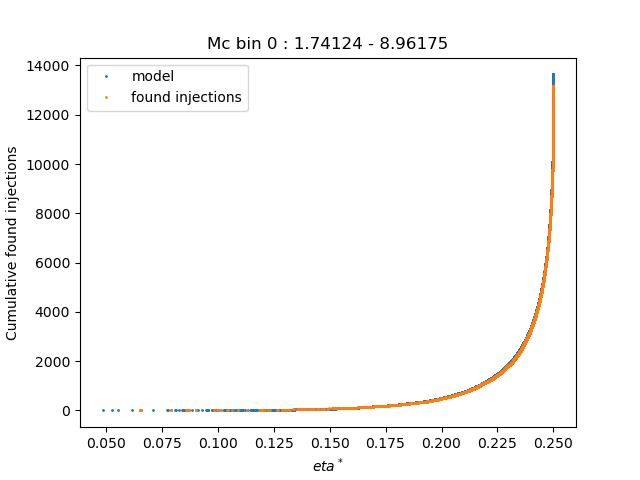 Mc bin 0 : 1.74124 - 8.96175
model
found injections
Cumulative found injections
14000
12000
10000
8000
6000
4000
2000
0
0.050 0.075 0.100 0.125 0.150 0.175 0.200 0.225 0.250
eta*